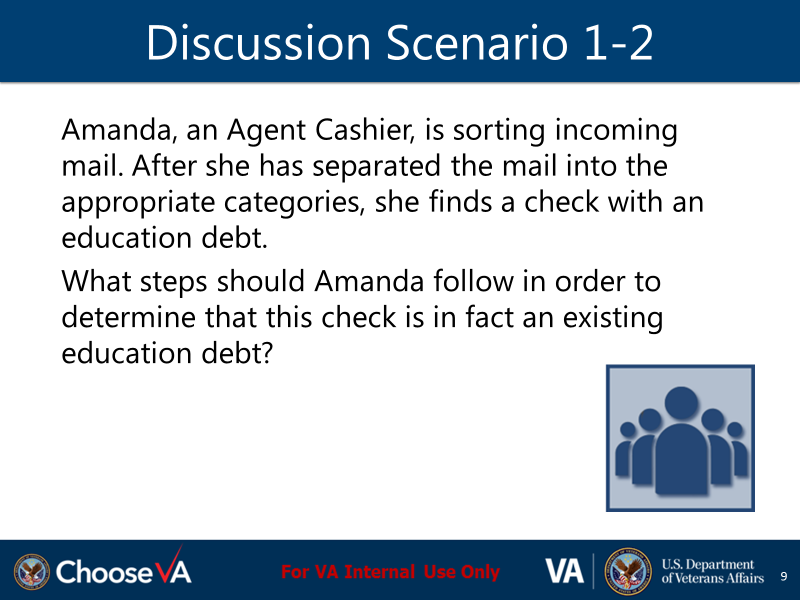 Discussion Scenario 1-2
Amanda, an Agent Cashier, is sorting incoming
mail. After she has separated the mail into the
appropriate categories, she finds a check with an
education debt.
What steps should Amanda follow in order to
determine that this check is in fact an existing
education debt?
Choose VA
For VA Internal Use Only
VA
U.S. Department
of Veterans Affairs
9